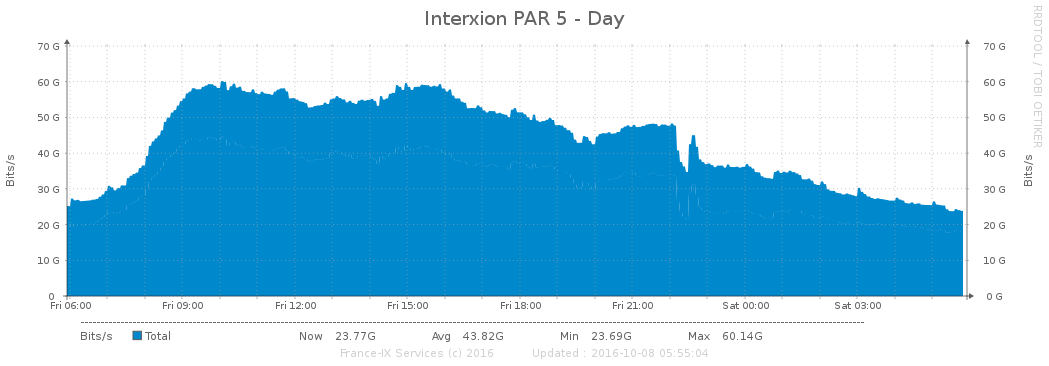 Interxion PAR 5 - Day
RRDTOOL / TOBI OETIKER
Bits/s
70 G 70 G
60 G 60 G
50 G 50 G
40 G 40 G
30 G 30 G
20 G 20 G
10 G 10 G
0 0 G
Bits/s
Fri 06:00 Fri 09:00 Fri 12:00 Fri 15:00 Fri 18:00 Fri 21:00 Sat 00:00 Sat 03:00
Bits/s Total Now 23.77G Avg 43.82G Min 23.69G Max 60.14G
France-IX Services (c) 2016 Updated : 2016-10-08 05:55:04